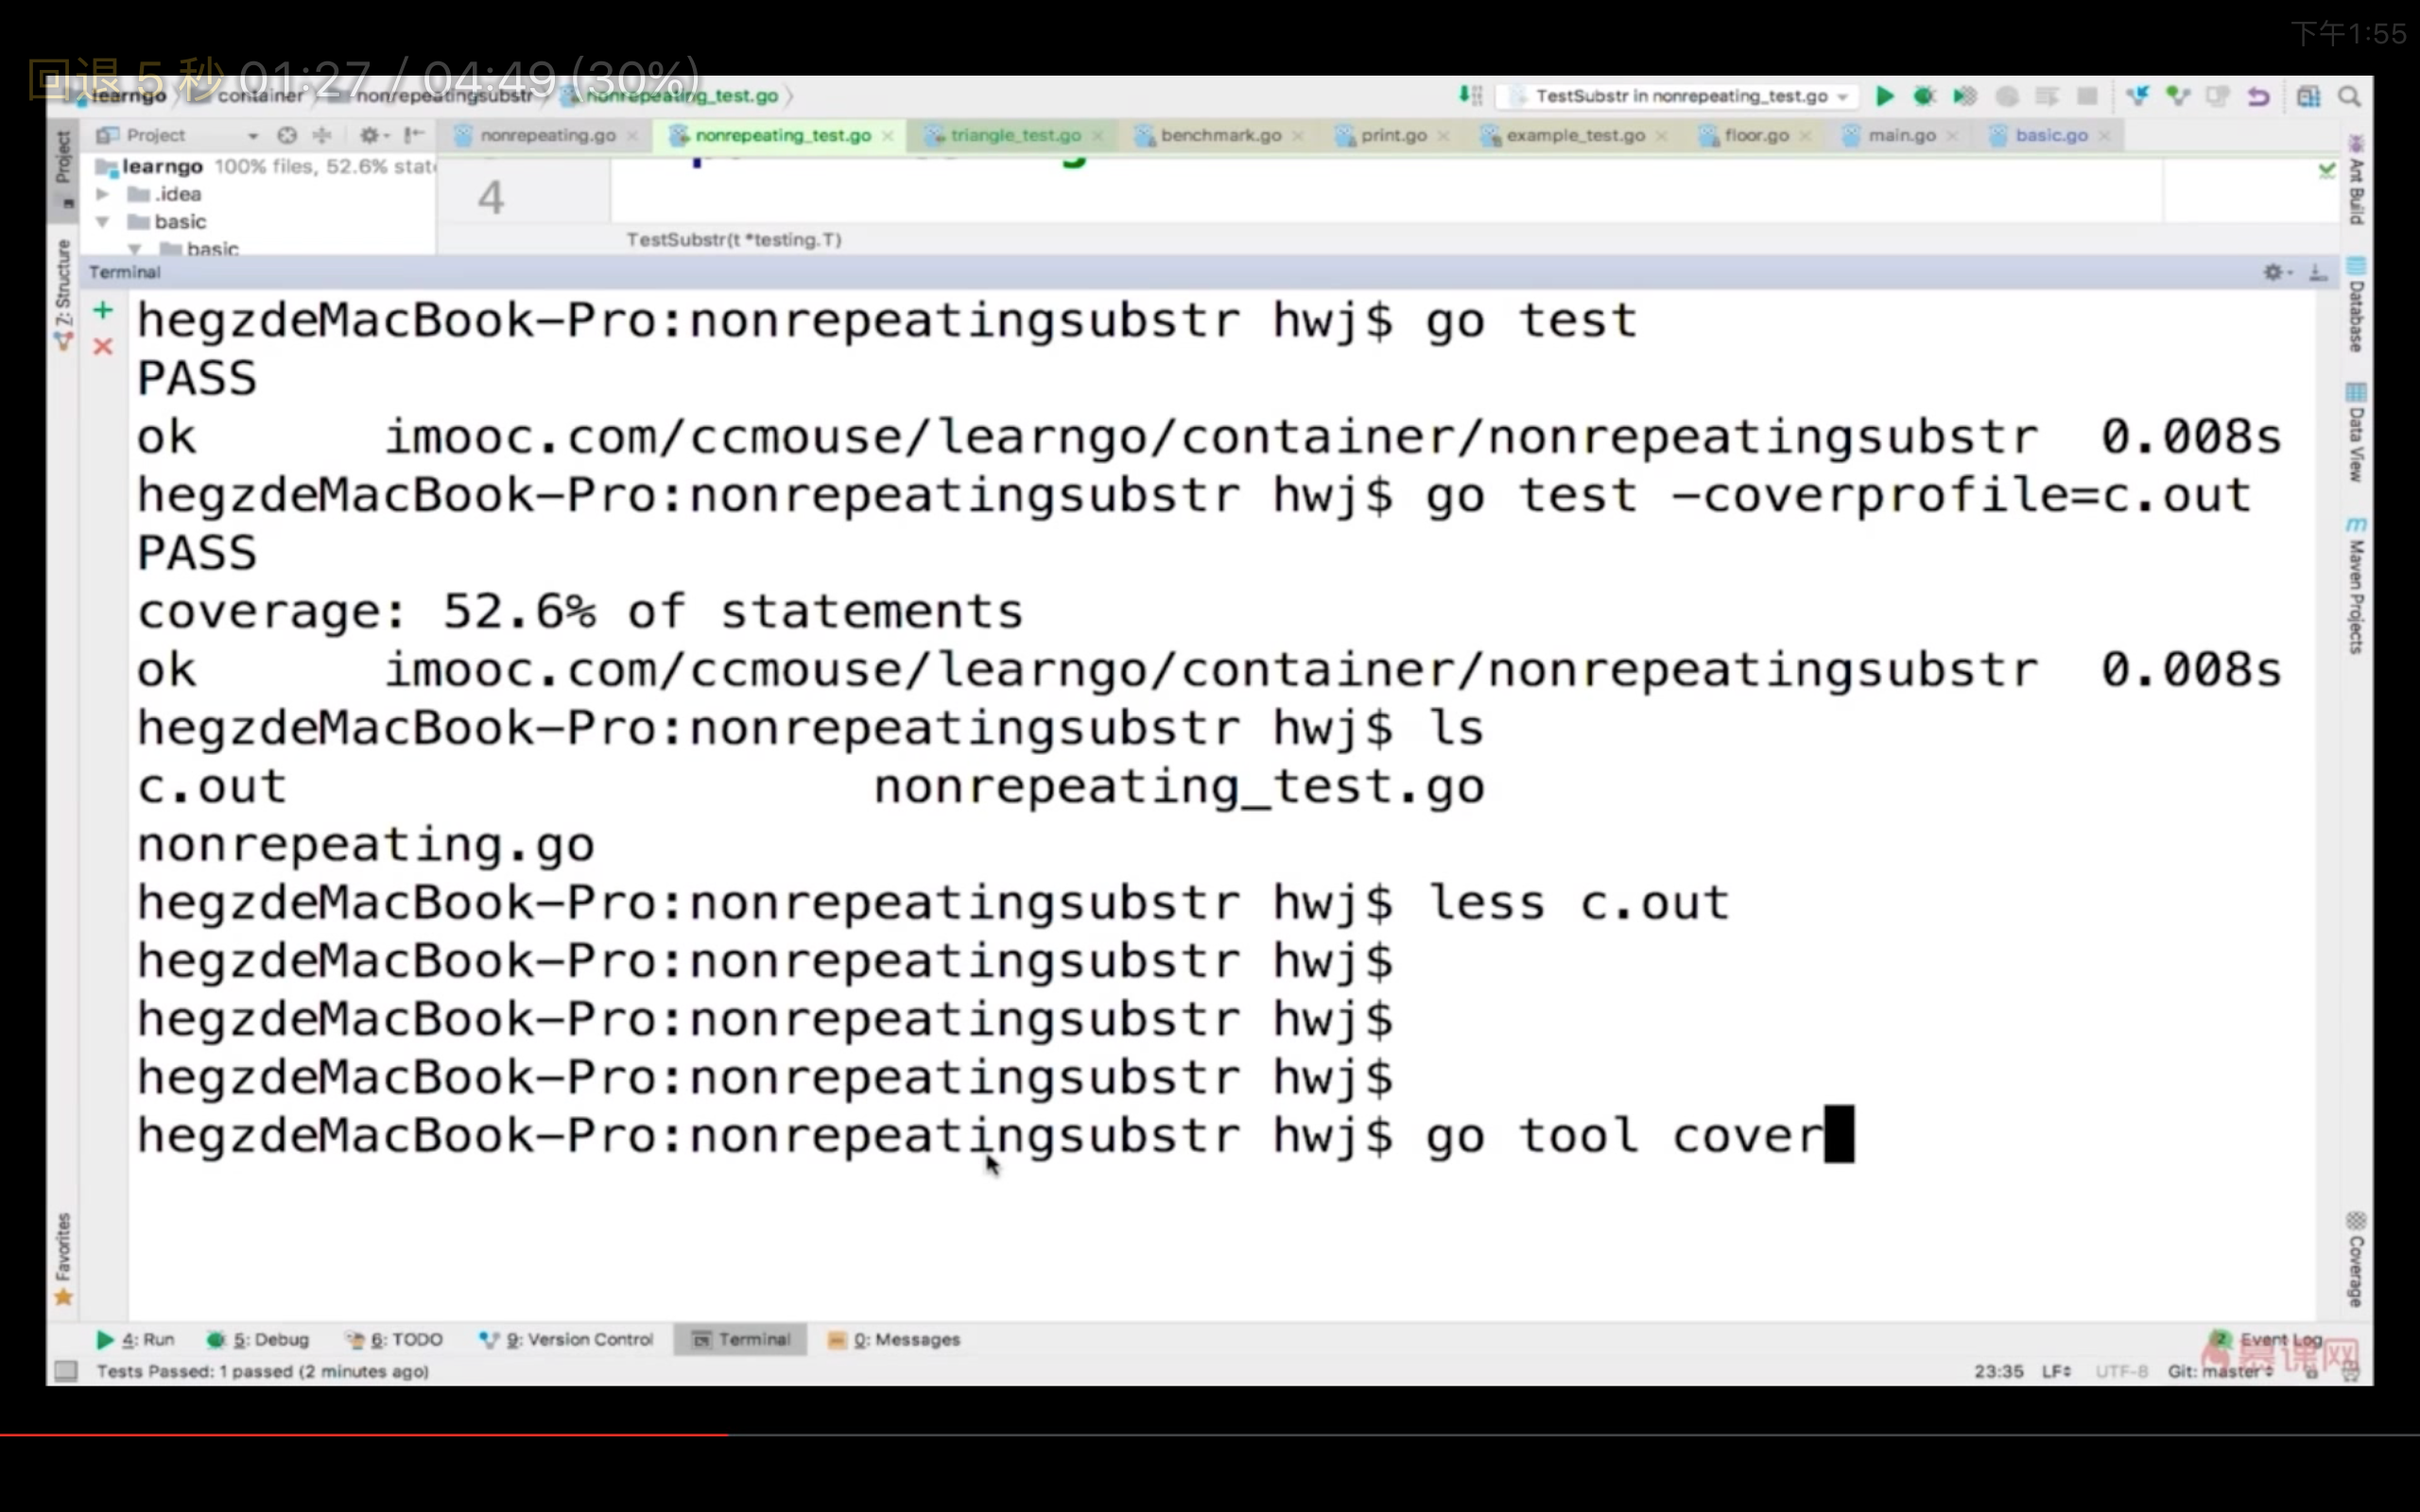 下午1:55
回退 5 秒 01:27 / 04:49 (30%)
learngo container nonrepeatingsubstr nonrepeating_test.go
TestSubstr in nonrepeating_test.go
Project
nonrepeating.go nonrepeating_test.go triangle_test.go benchmark.go print.go example_test.go floor.go main.go basic.go
Project
learngo 100% files, 52.6% stat
.idea
basic
basic
4
TestSubstr(t *testing.T)
Z: Structure
Favorites
Ant Build
Database
Data View
Maven Projects
Coverage
Terminal
hegzdeMacBook-Pro:nonrepeatingsubstr hwj$ go test
PASS
ok imooc.com/ccmouse/learngo/container/nonrepeatingsubstr 0.008s
hegzdeMacBook-Pro:nonrepeatingsubstr hwj$ go test -coverprofile=c.out
PASS
coverage: 52.6% of statements
ok imooc.com/ccmouse/learngo/container/nonrepeatingsubstr 0.008s
hegzdeMacBook-Pro:nonrepeatingsubstr hwj$ ls
c.out nonrepeating_test.go
nonrepeating.go
hegzdeMacBook-Pro:nonrepeatingsubstr hwj$ less c.out
hegzdeMacBook-Pro:nonrepeatingsubstr hwj$
hegzdeMacBook-Pro:nonrepeatingsubstr hwj$
hegzdeMacBook-Pro:nonrepeatingsubstr hwj$
hegzdeMacBook-Pro:nonrepeatingsubstr hwj$ go tool cover
4: Run 5: Debug 6: TODO 9: Version Control Terminal 0: Messages 2 Event Log
慕课网
Tests Passed: 1 passed (2 minutes ago) 23:35 LF UTF-8 Git: master